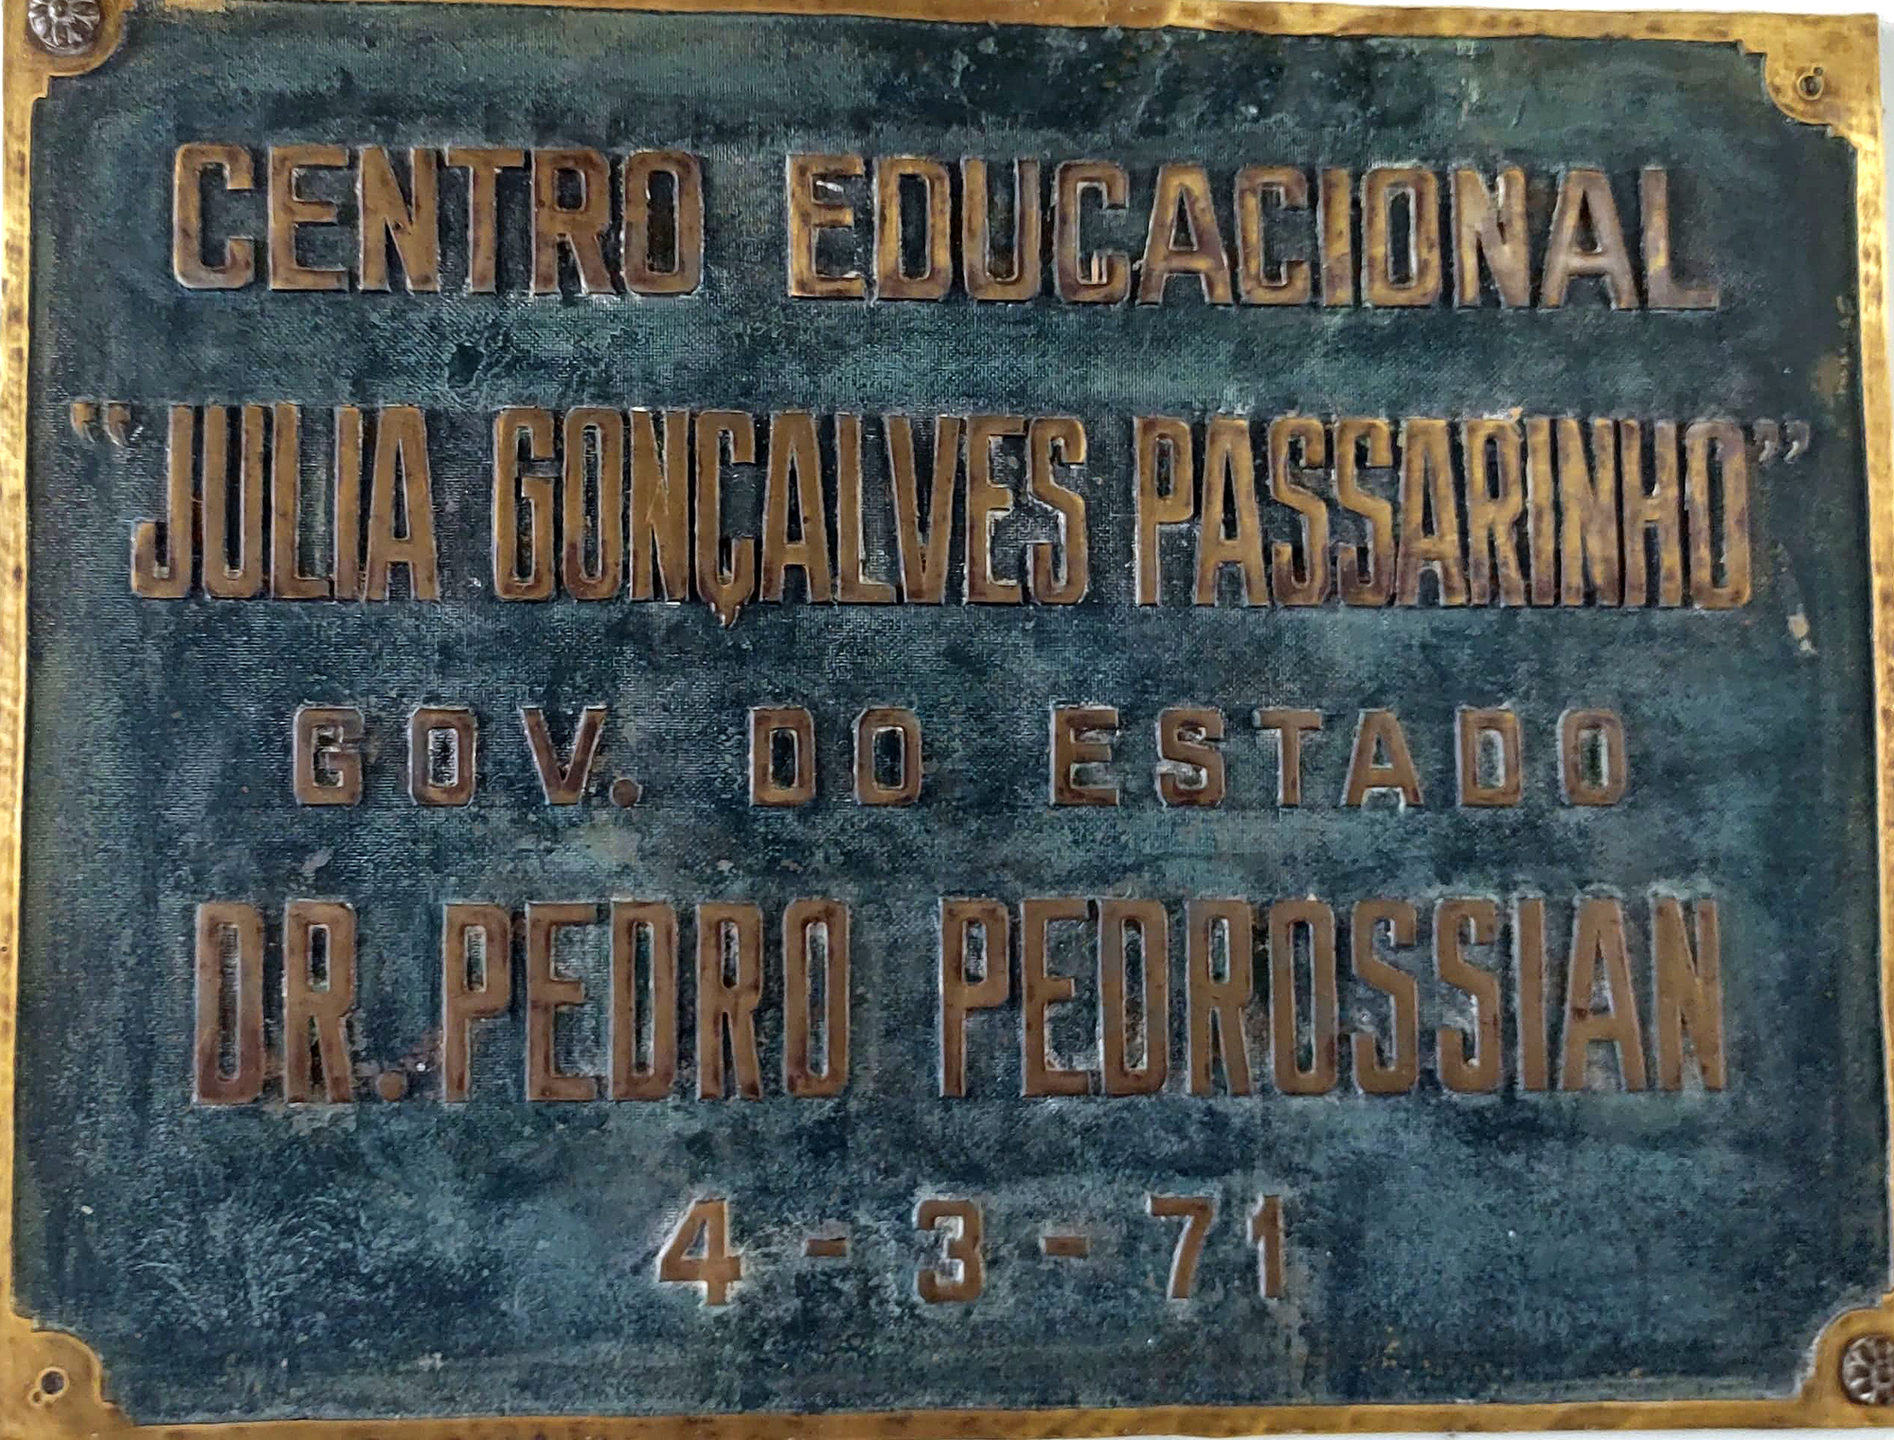 CENTRO EDUCACIONAL
“JULIA GONÇALVES PASSARINHO”
GOV. DO ESTADO
DR. PEDRO PEDROSSIAN
4 - 3 - 71